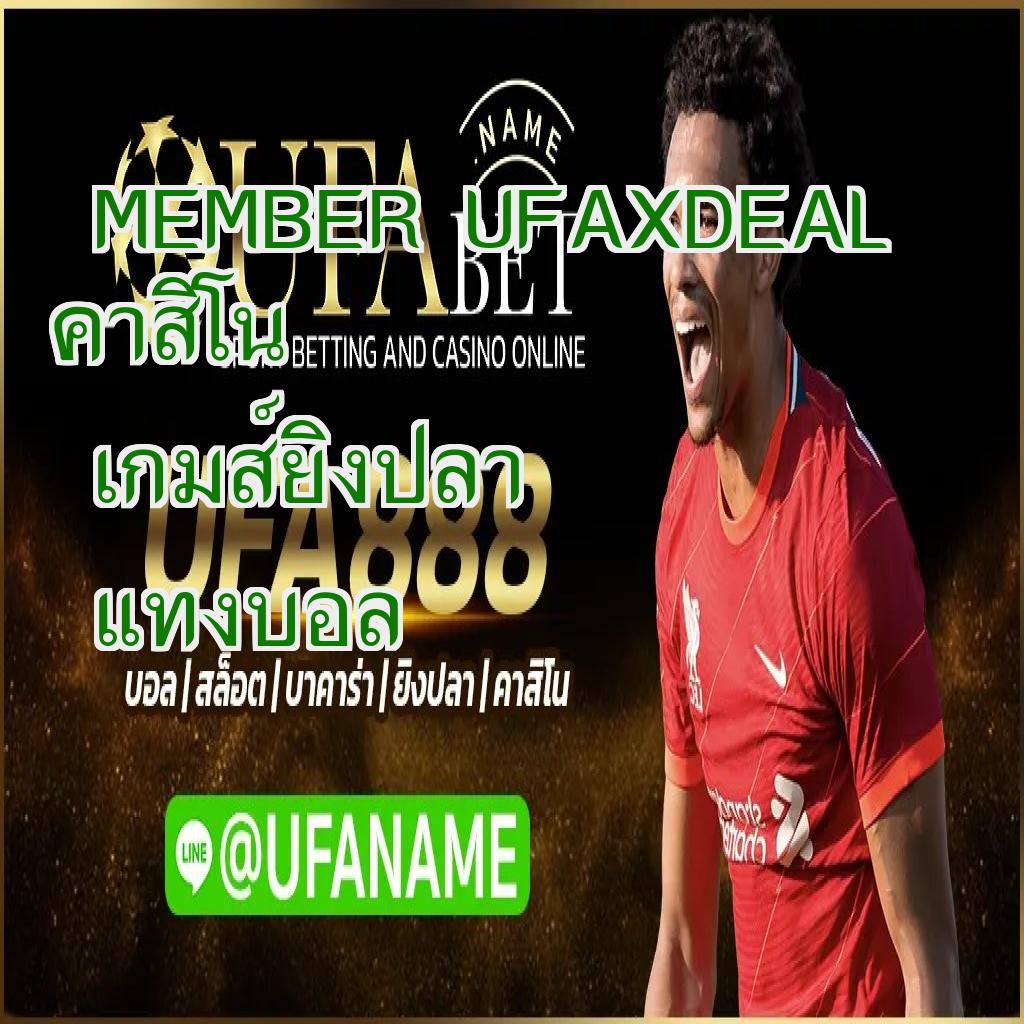 .NAME
UFA
BET
MEMBER UFAXDEAL
คาสิโน
BETTING AND CASINO ONLINE
เกมส์ยิงปลา
UFA888
แทงบอล
บอล | สล็อต | บาคาร่า | ยิงปลา | คาสิโน
LINE @UFANAME